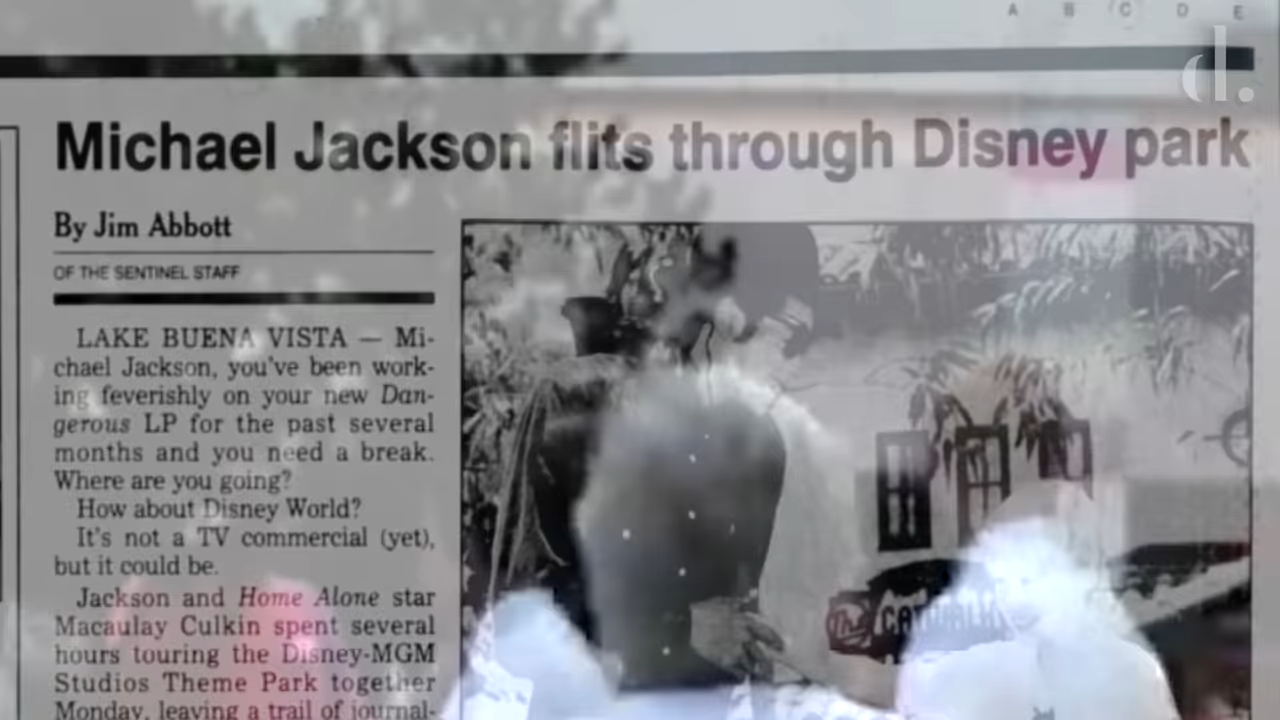 A B C D E
d.
Michael Jackson flits through Disney park
By Jim Abbott
OF THE SENTINEL STAFF
LAKE BUENA VISTA — Mi-
chael Jackson, you've been work-
ing feverishly on your new Dan-
gerous LP for the past several
months and you need a break.
Where are you going?
How about Disney World?
It's not a TV commercial (yet),
but it could be.
Jackson and Home Alone star
Macaulay Culkin spent several
hours touring the Disney-MGM
Studios Theme Park together
Monday, leaving a trail of journal-
The